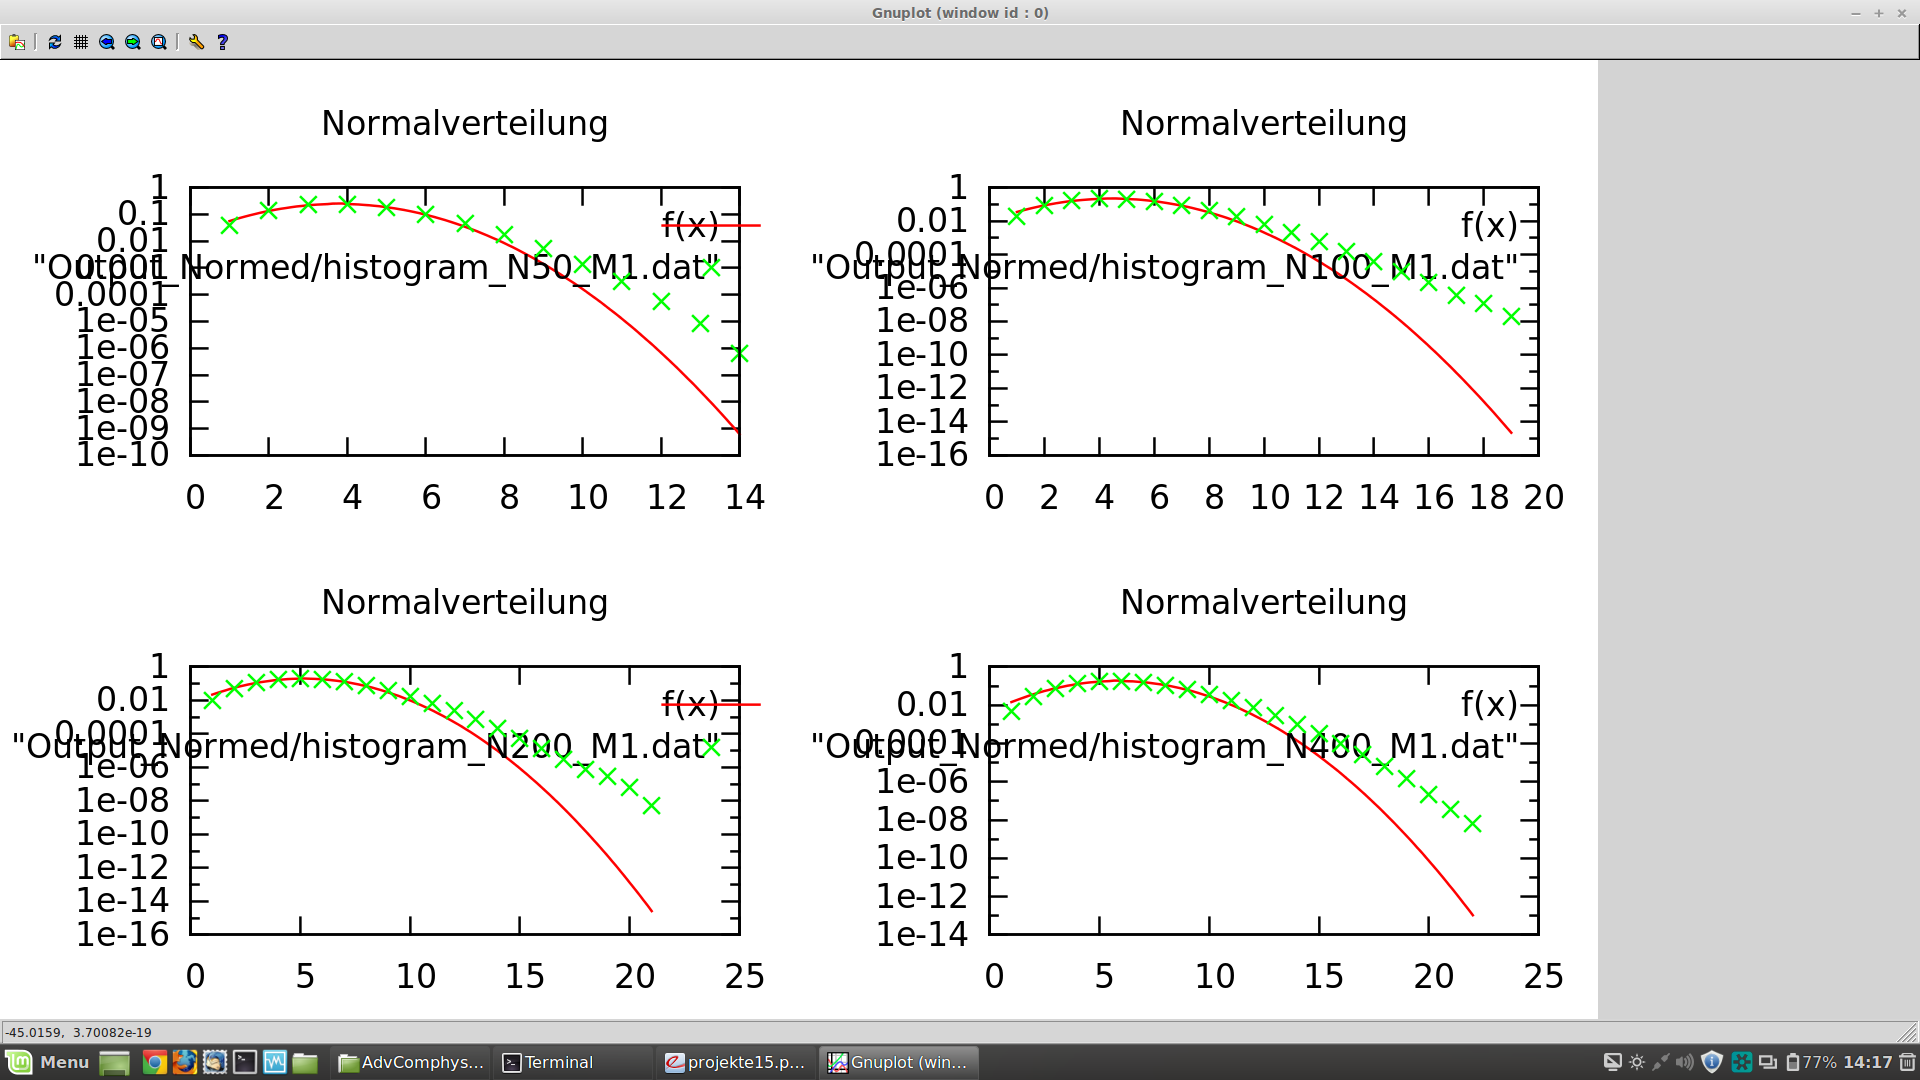 Gnuplot (window id : 0)
Normalverteilung
1
0.1
0.01
0.001
0.0001
1e-05
1e-06
1e-07
1e-08
1e-09
1e-10
0 2 4 6 8 10 12 14
f(x)
"Output_Normed/histogram_N50_M1.dat"
Normalverteilung
1
0.01
0.0001
1e-06
1e-08
1e-10
1e-12
1e-14
1e-16
0 2 4 6 8 10 12 14 16 18 20
f(x)
"Output_Normed/histogram_N100_M1.dat"
Normalverteilung
1
0.01
0.0001
1e-06
1e-08
1e-10
1e-12
1e-14
1e-16
0 5 10 15 20 25
f(x)
"Output_Normed/histogram_N200_M1.dat"
Normalverteilung
1
0.01
0.0001
1e-06
1e-08
1e-10
1e-12
1e-14
0 5 10 15 20 25
f(x)
"Output_Normed/histogram_N400_M1.dat"
-45.0159, 3.70082e-19
Menu AdvComphys... Terminal projekte15.p... Gnuplot (win... 77% 14:17